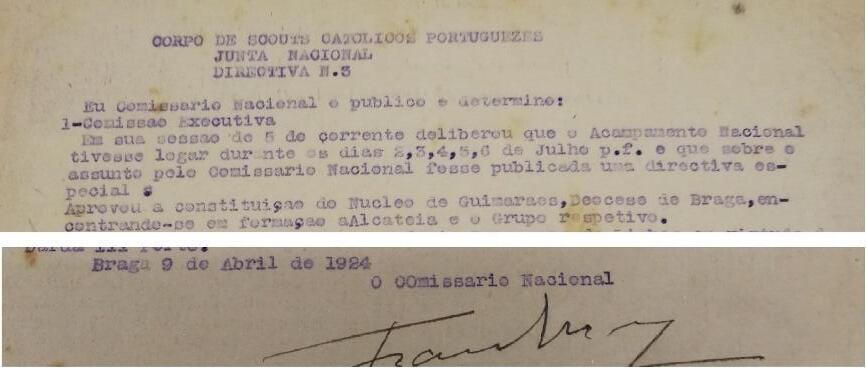 CORPO DE SCOUTS CATOLICOS PORTUGUEZES
JUNTA NACIONAL
DIRECTIVA N.3
Eu Comissario Nacional o publico e determino:
1-Comissao Executiva
Em sua sessao de 5 de corrente deliberou que o Acampamento Nacional
tivesse logar durante os dias 2,3,4,5,6 de Julho p.f. e que sobre o
assunto pelo Comissario Nacional fosse publicada uma directiva es-
pecial
Aprovou a constituiçao do Nucleo de Guimaraes,Deocese de Braga,en-
contrando-se em formaçao aAlcateia e o Grupo respetivo.
Braga 9 de Abril de 1924
O COmissario Nacional